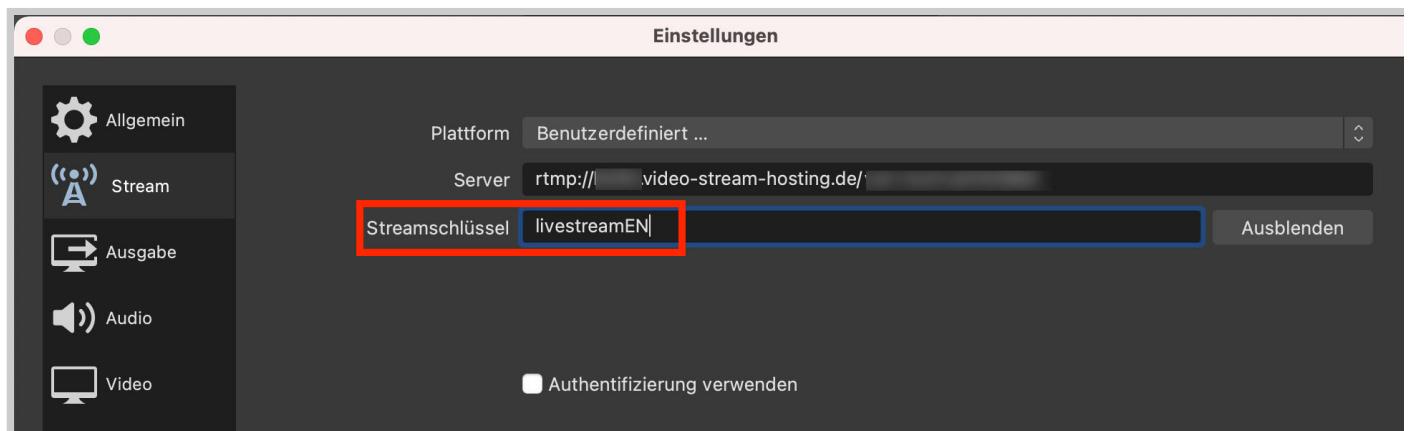 Einstellungen
Allgemein
Stream
Ausgabe
Audio
Video
Plattform Benutzerdefiniert ...
Server rtmp:// .video-stream-hosting.de/
Streamschlüssel livestreamEN Ausblenden
Authentifizierung verwenden